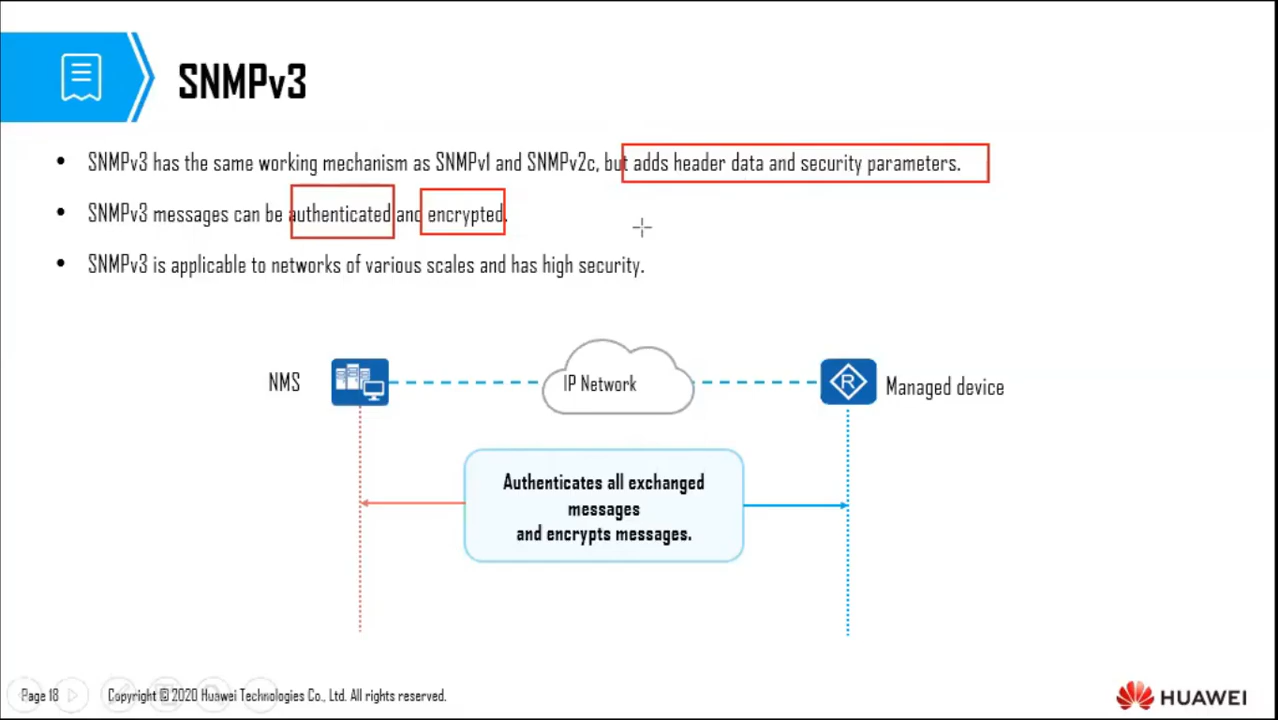 SNMPv3
• SNMPv3 has the same working mechanism as SNMPv1 and SNMPv2c, but adds header data and security parameters.
• SNMPv3 messages can be authenticated and encrypted.
• SNMPv3 is applicable to networks of various scales and has high security.
NMS
IP Network
R
Managed device
Authenticates all exchanged
messages
and encrypts messages.
Page 18
Copyright © 2020 Huawei Technologies Co., Ltd. All rights reserved.
HUAWEI